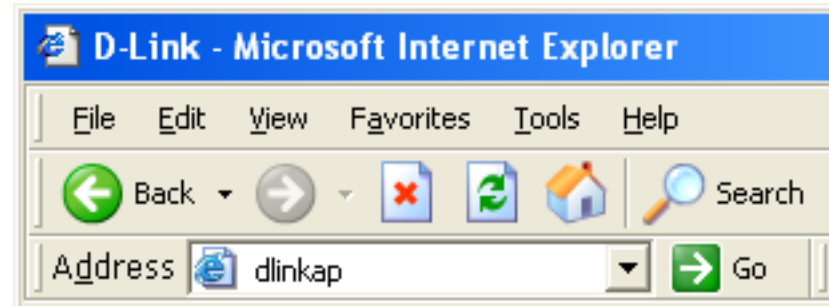 D-Link - Microsoft Internet Explorer
File Edit View Favorites Tools Help
Back Search
Address dlinkap Go